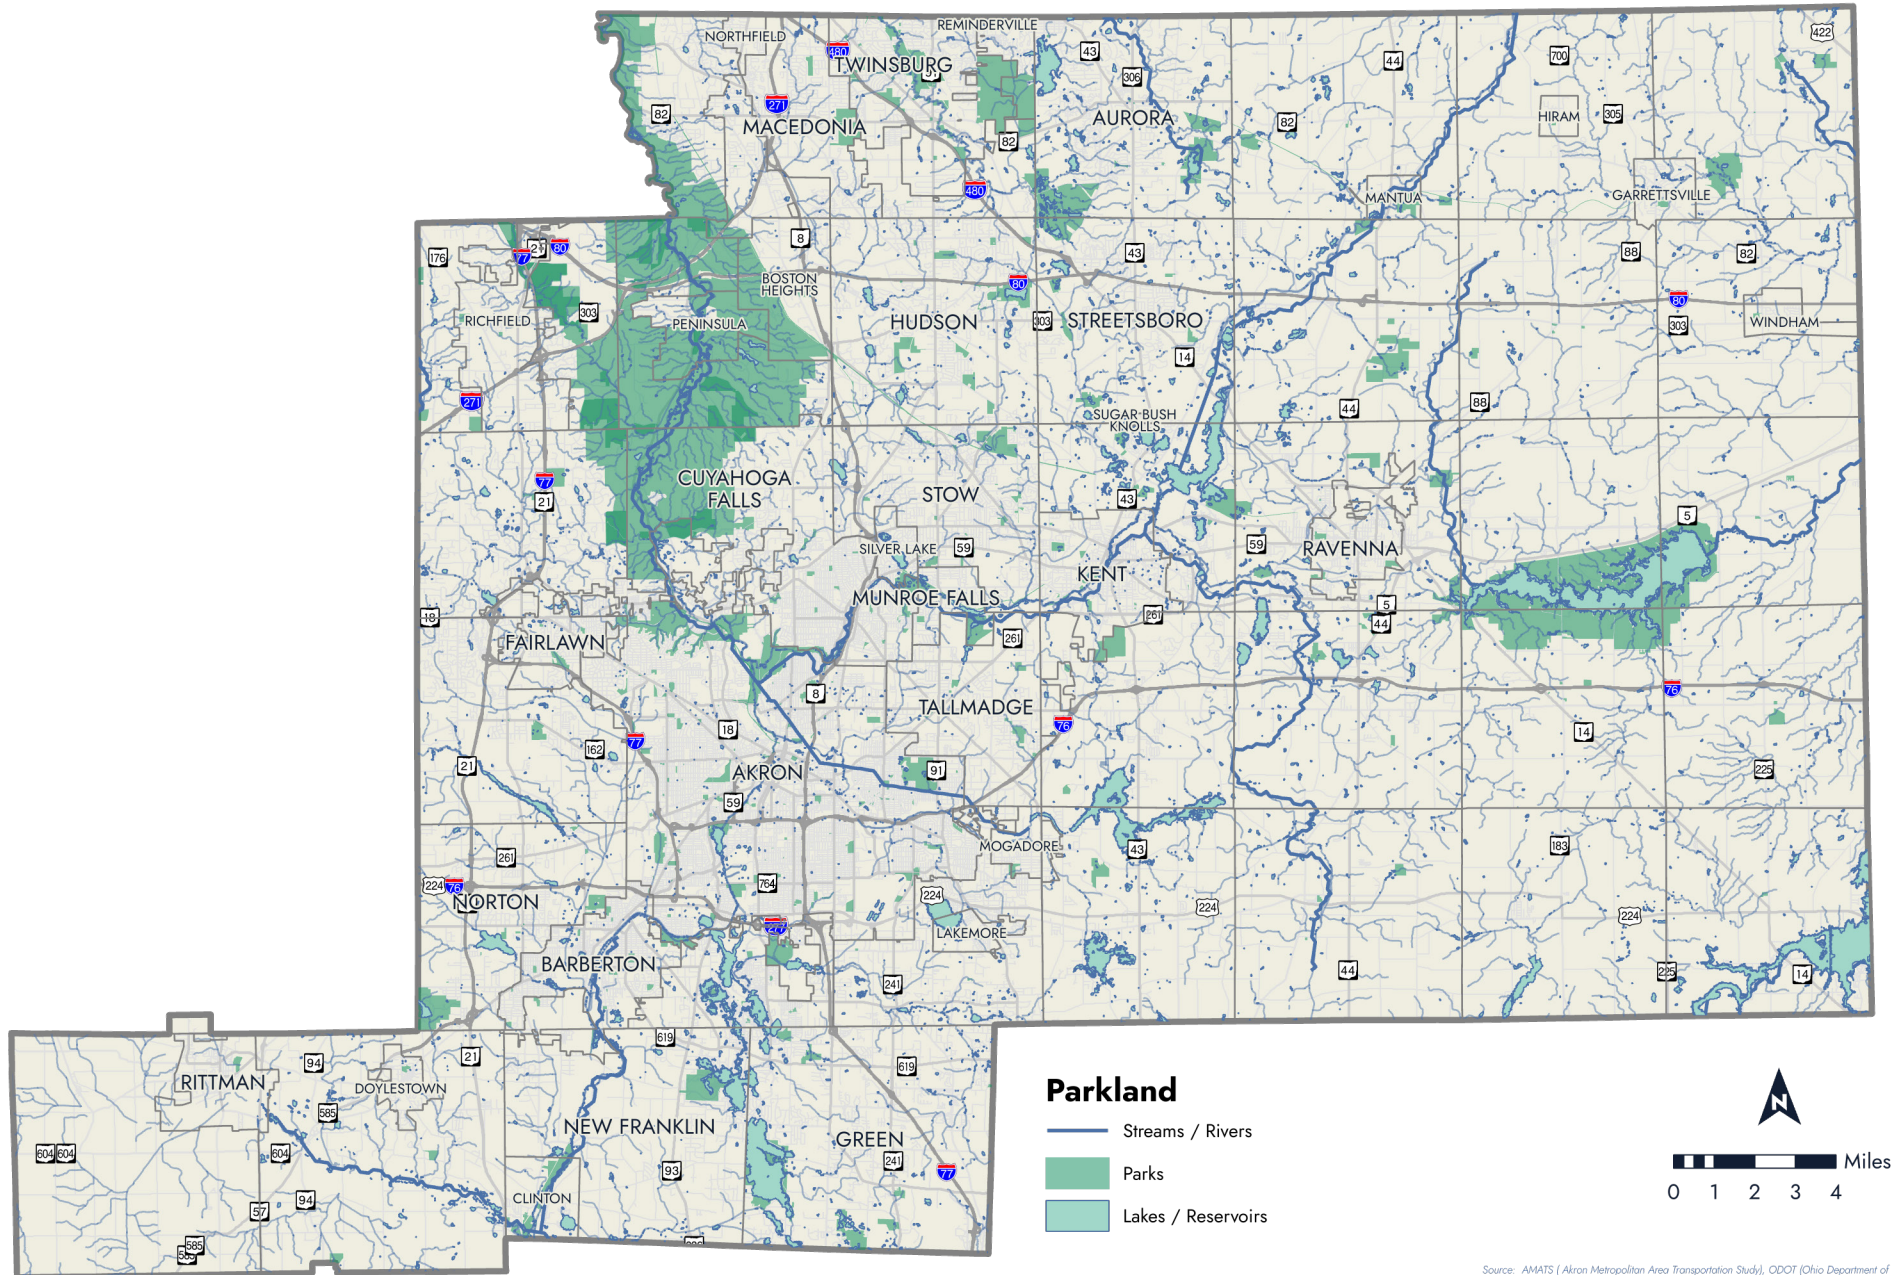 REMINDERVILLE
NORTHFIELD
422
480
43
700
44
TWINSBURG
306
271
82
AURORA
82
HIRAM
305
MACEDONIA
82
480
MANTUA
GARRETTSVILLE
8
176
77
80
43
88
82
BOSTON
HEIGHTS
80
80
303
RICHFIELD
PENINSULA
HUDSON
303
STREETSBORO
303
WINDHAM
14
271
44
88
SUGAR BUSH
KNOLLS
CUYAHOGA
FALLS
77
21
STOW
43
5
SILVER LAKE
59
59
RAVENNA
KENT
MUNROE FALLS
5
18
261
44
FAIRLAWN
261
8
76
TALLMADGE
76
18
14
77
162
21
AKRON
91
225
59
MOGADORE
43
183
261
224
76
764
224
224
224
NORTON
LAKEMORE
BARBERTON
44
225
14
241
619
94
21
619
RITTMAN
DOYLESTOWN
585
NEW FRANKLIN
GREEN
604
604
604
241
93
77
CLINTON
94
57
585
Parkland
Streams / Rivers
Parks
Lakes / Reservoirs
N
Miles
0 1 2 3 4
Source: AMATS ( Akron Metropolitan Area Transportation Study), ODOT (Ohio Department of